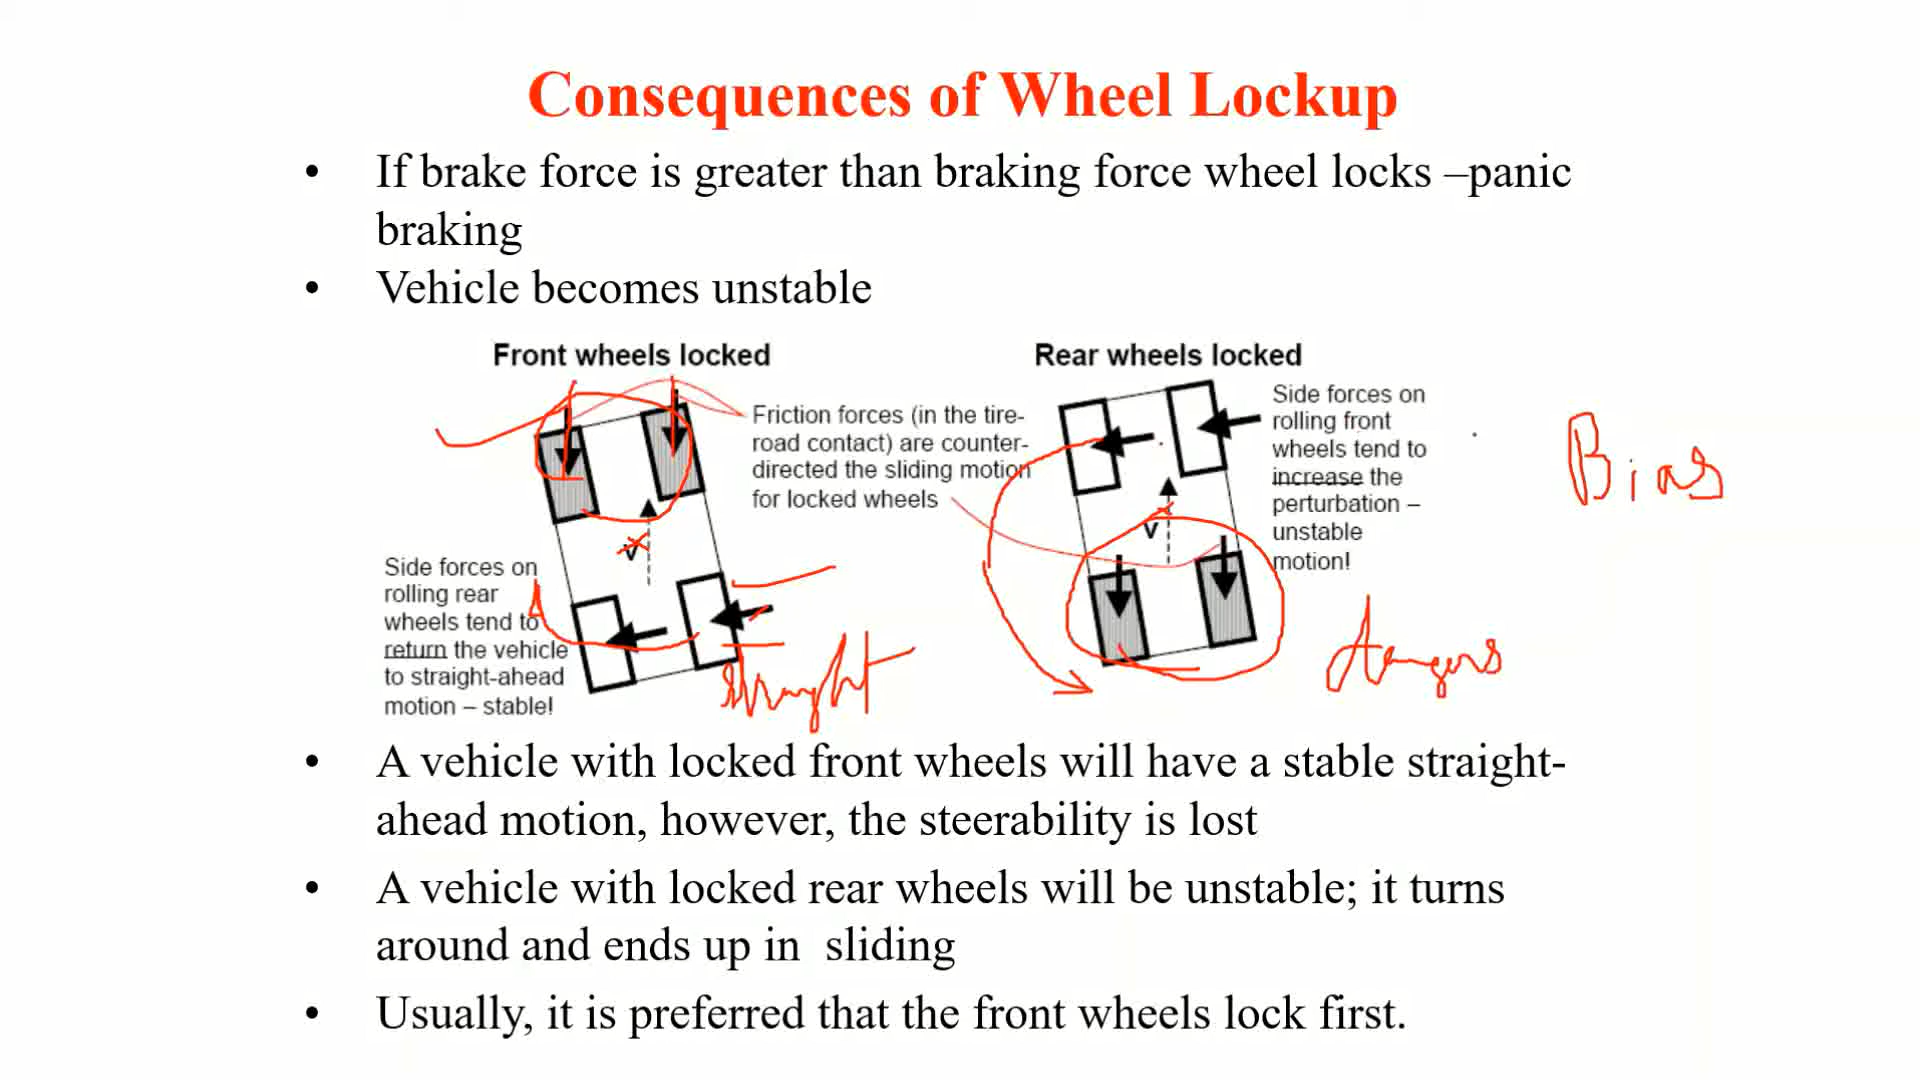 Consequences of Wheel Lockup
• If brake force is greater than braking force wheel locks –panic
braking
• Vehicle becomes unstable
Front wheels locked
Friction forces (in the tire-
road contact) are counter-
directed the sliding motion
for locked wheels
v
Side forces on
rolling rear
wheels tend to
return the vehicle
to straight-ahead
motion – stable!
straight
Rear wheels locked
Side forces on
rolling front
wheels tend to
increase the
perturbation –
unstable
motion!
v
Bias
• A vehicle with locked front wheels will have a stable straight-
ahead motion, however, the steerability is lost
• A vehicle with locked rear wheels will be unstable; it turns
around and ends up in  sliding
• Usually, it is preferred that the front wheels lock first.